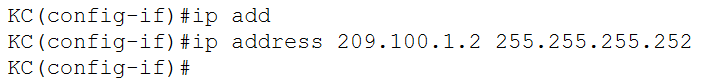 KC(config-if)#ip add
KC(config-if)#ip address 209.100.1.2 255.255.255.252
KC(config-if)#